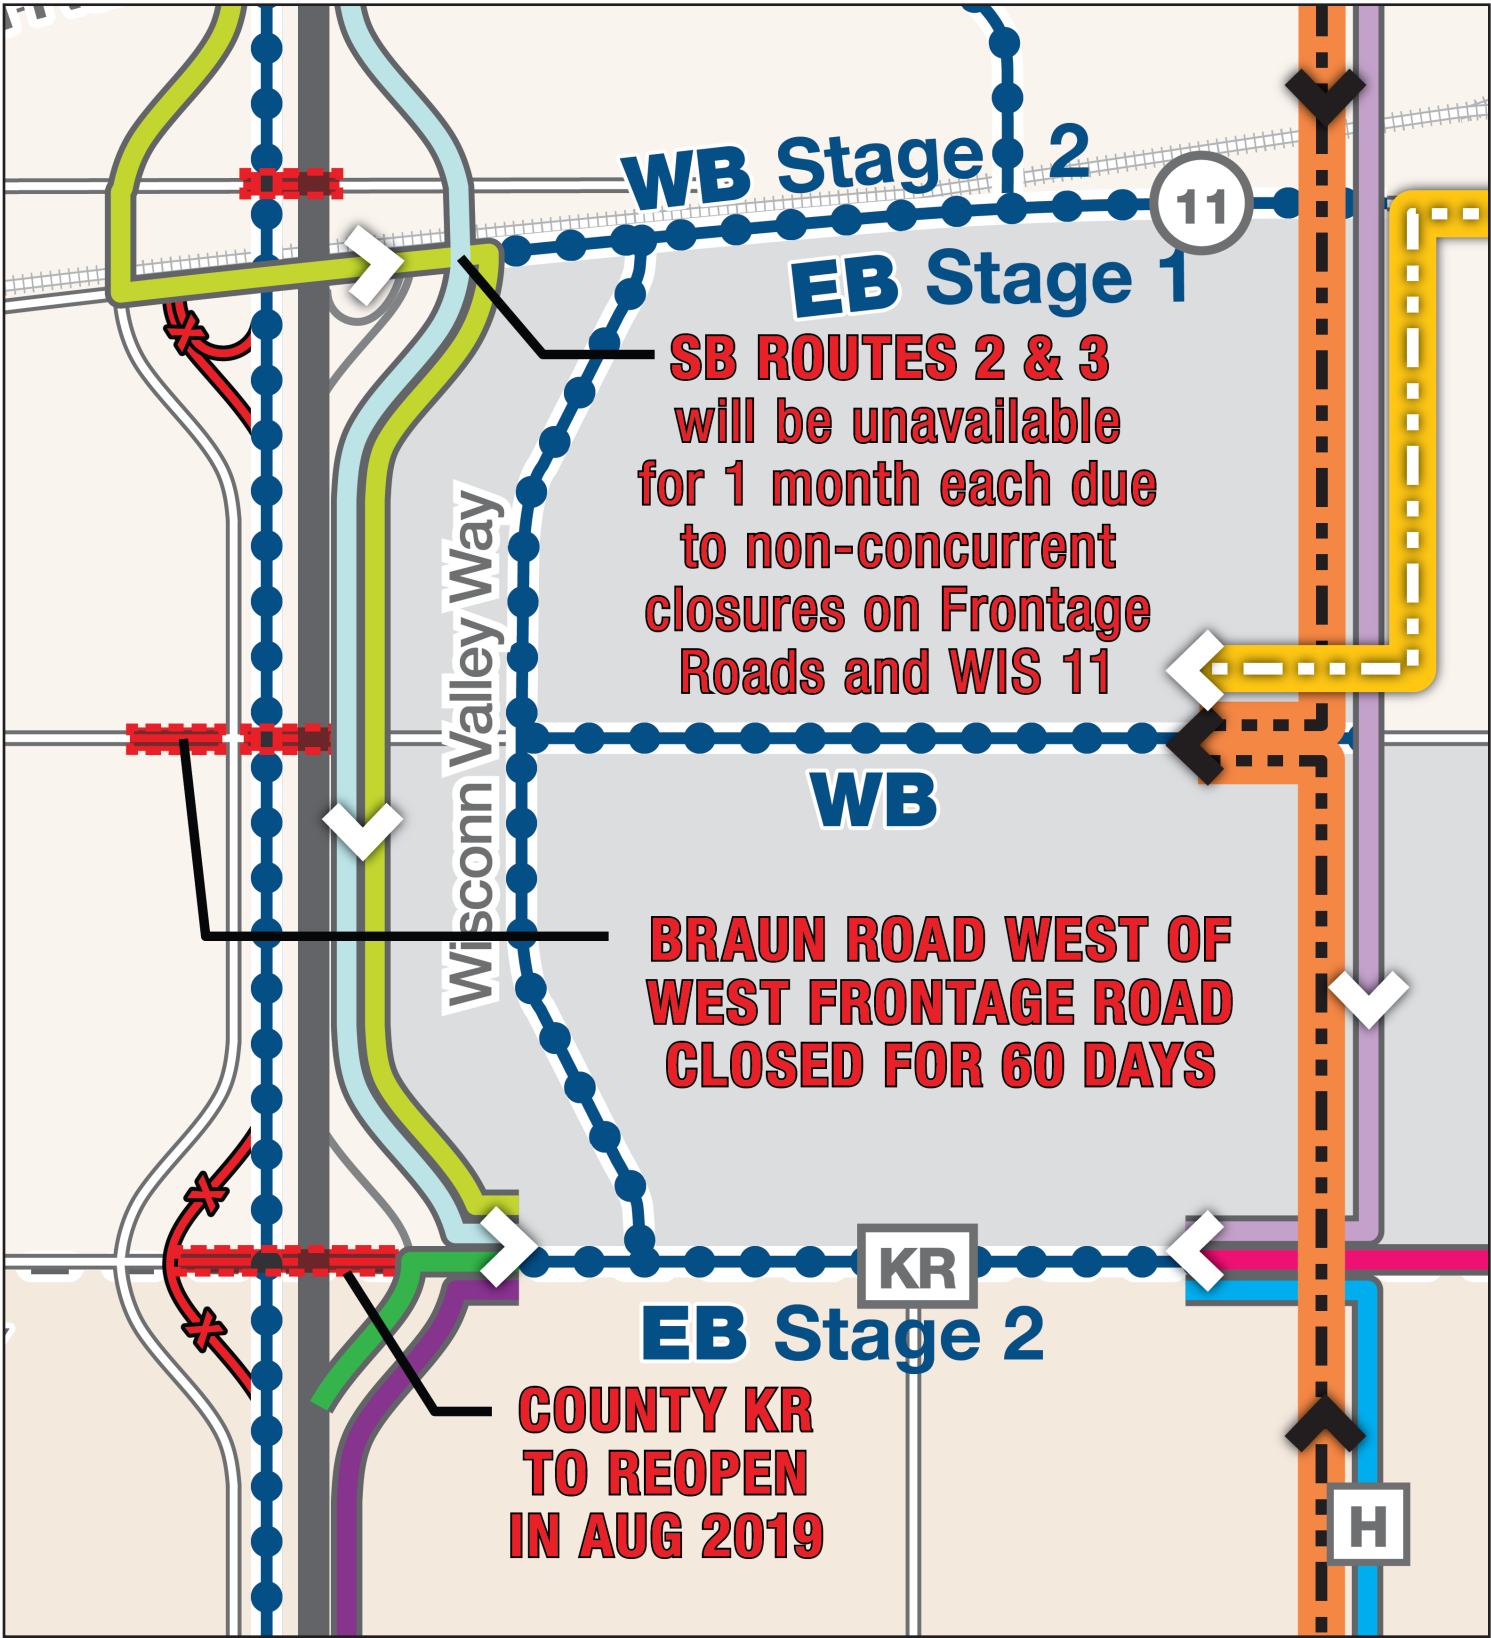 WB Stage 2
11
EB Stage 1
SB ROUTES 2 & 3
will be unavailable
for 1 month each due
to non-concurrent
closures on Frontage
Roads and WIS 11
Wisconn Valley Way
WB
BRAUN ROAD WEST OF
WEST FRONTAGE ROAD
CLOSED FOR 60 DAYS
KR
EB Stage 2
COUNTY KR
TO REOPEN
IN AUG 2019
H